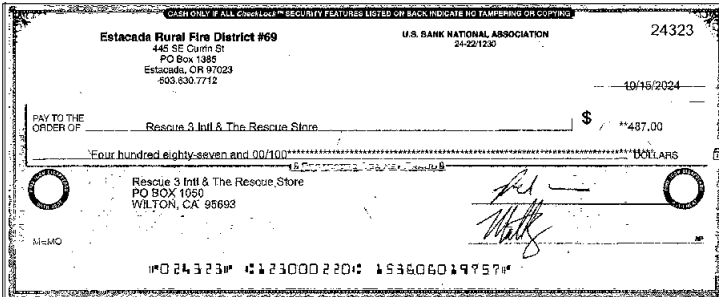 CASH ONLY IF ALL CheckLock™ SECURITY FEATURES LISTED ON BACK INDICATE NO TAMPERING OR COPYING
Estacada Rural Fire District #69
445 SE Currin St
PO Box 1385
Estacada, OR 97023
503.630.7712
U.S. BANK NATIONAL ASSOCIATION
24-22/1230
24323
10/15/2024
PAY TO THE ORDER OF Rescue 3 Intl & The Rescue Store $ **487.00
Four hundred eighty-seven and 00/100 DOLLARS
Rescue 3 Intl & The Rescue Store
PO BOX 1050
WILTON, CA 95693
MEMO
⑈024323⑈ ⑆123000220⑆ 153606019757⑈